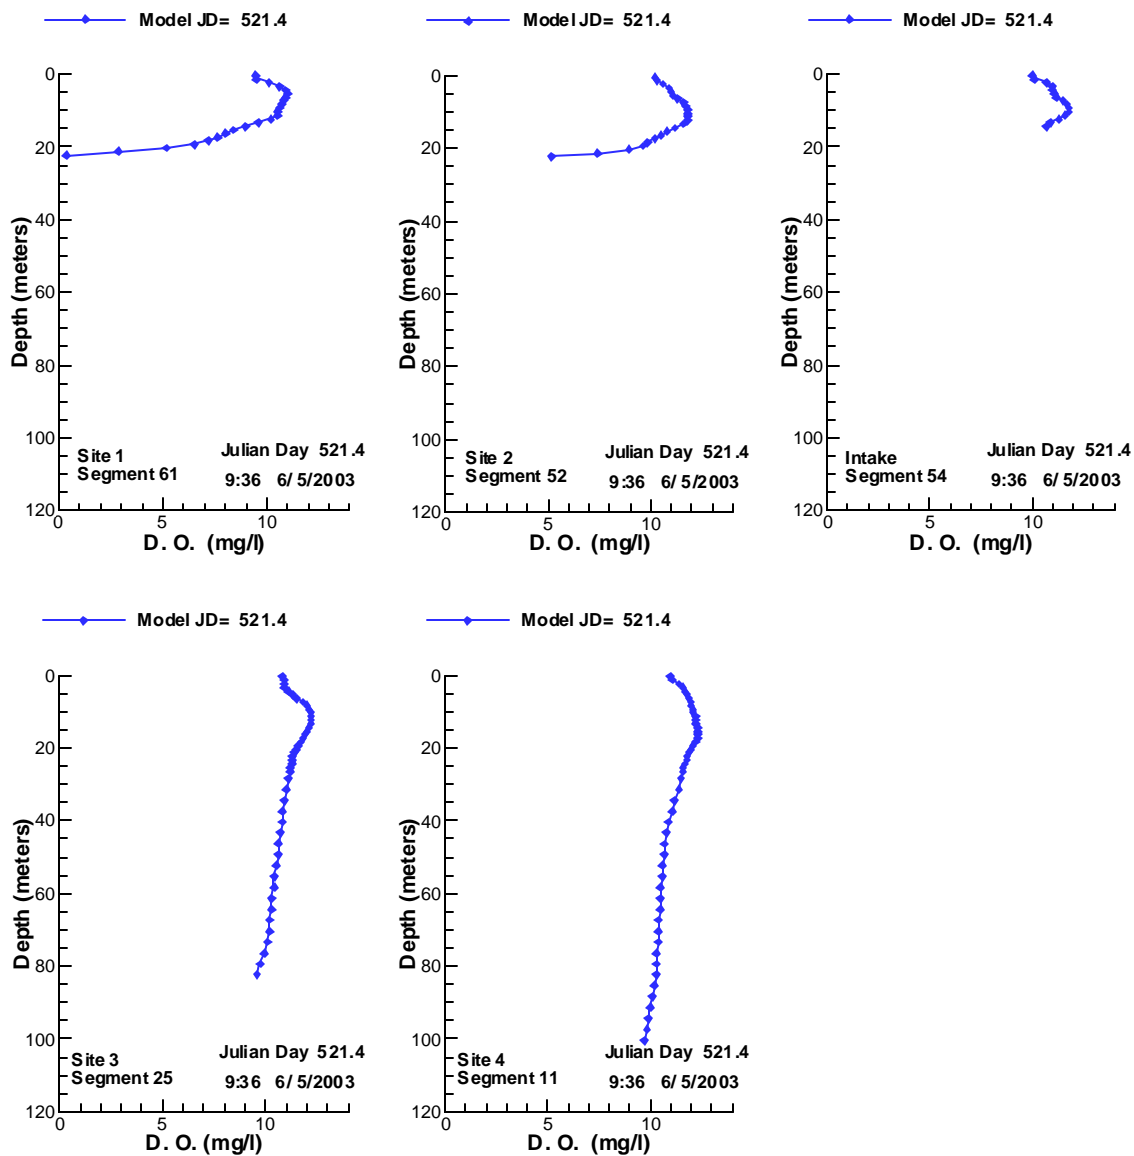 Model JD= 521.4
0
20
40
60
80
100
120
Depth (meters)
Site 1
Segment 61
Julian Day 521.4
9:36 6/ 5/2003
0 5 10
D. O. (mg/l)
Model JD= 521.4
0
20
40
60
80
100
120
Depth (meters)
Site 2
Segment 52
Julian Day 521.4
9:36 6/ 5/2003
0 5 10
D. O. (mg/l)
Model JD= 521.4
0
20
40
60
80
100
120
Depth (meters)
Intake
Segment 54
Julian Day 521.4
9:36 6/ 5/2003
0 5 10
D. O. (mg/l)
Model JD= 521.4
0
20
40
60
80
100
120
Depth (meters)
Site 3
Segment 25
Julian Day 521.4
9:36 6/ 5/2003
0 5 10
D. O. (mg/l)
Model JD= 521.4
0
20
40
60
80
100
120
Depth (meters)
Site 4
Segment 11
Julian Day 521.4
9:36 6/ 5/2003
0 5 10
D. O. (mg/l)